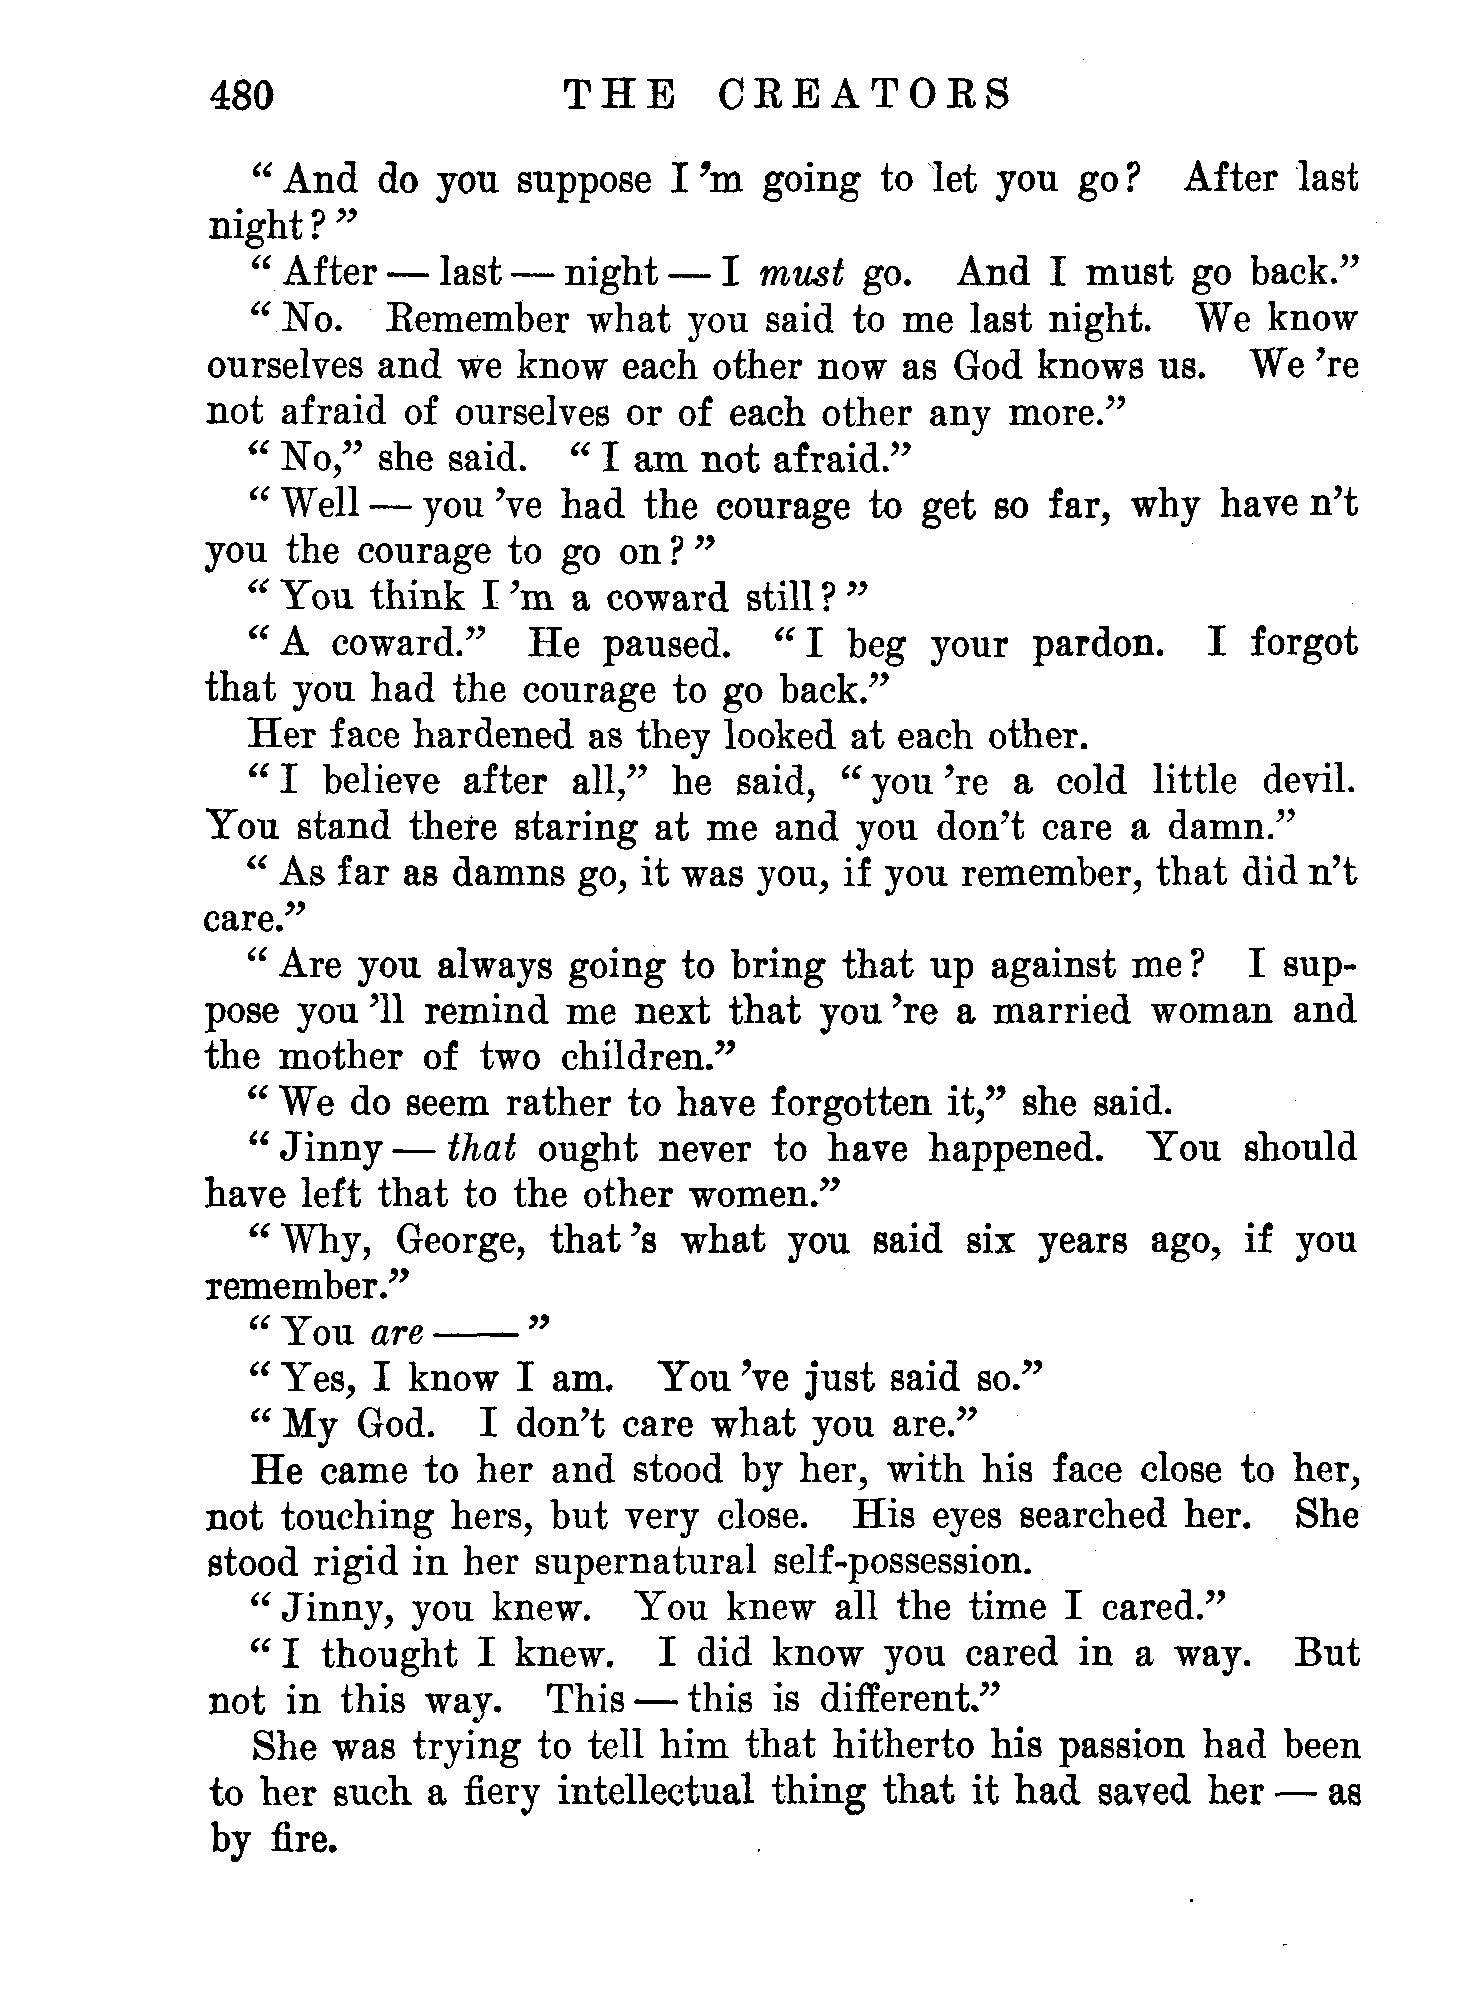 480 THE CREATORS
“And do you suppose I'm going to let you go? After last
night?”
“After — last — night — I must go. And I must go back.”
“No. Remember what you said to me last night. We know
ourselves and we know each other now as God knows us. We're
not afraid of ourselves or of each other any more.”
“No,” she said. “I am not afraid.”
“Well — you've had the courage to get so far, why have n't
you the courage to go on?”
“You think I'm a coward still?”
“A coward.” He paused. “I beg your pardon. I forgot
that you had the courage to go back.”
Her face hardened as they looked at each other.
“I believe after all,” he said, “you're a cold little devil.
You stand there staring at me and you don't care a damn.”
“As far as damns go, it was you, if you remember, that did n't
care.”
“Are you always going to bring that up against me? I sup-
pose you'll remind me next that you're a married woman and
the mother of two children.”
“We do seem rather to have forgotten it,” she said.
“Jinny — that ought never to have happened. You should
have left that to the other women.”
“Why, George, that's what you said six years ago, if you
remember.”
“You are ——”
“Yes, I know I am. You've just said so.”
“My God. I don't care what you are.”
He came to her and stood by her, with his face close to her,
not touching hers, but very close. His eyes searched her. She
stood rigid in her supernatural self-possession.
“Jinny, you knew. You knew all the time I cared.”
“I thought I knew. I did know you cared in a way. But
not in this way. This — this is different.”
She was trying to tell him that hitherto his passion had been
to her such a fiery intellectual thing that it had saved her — as
by fire.